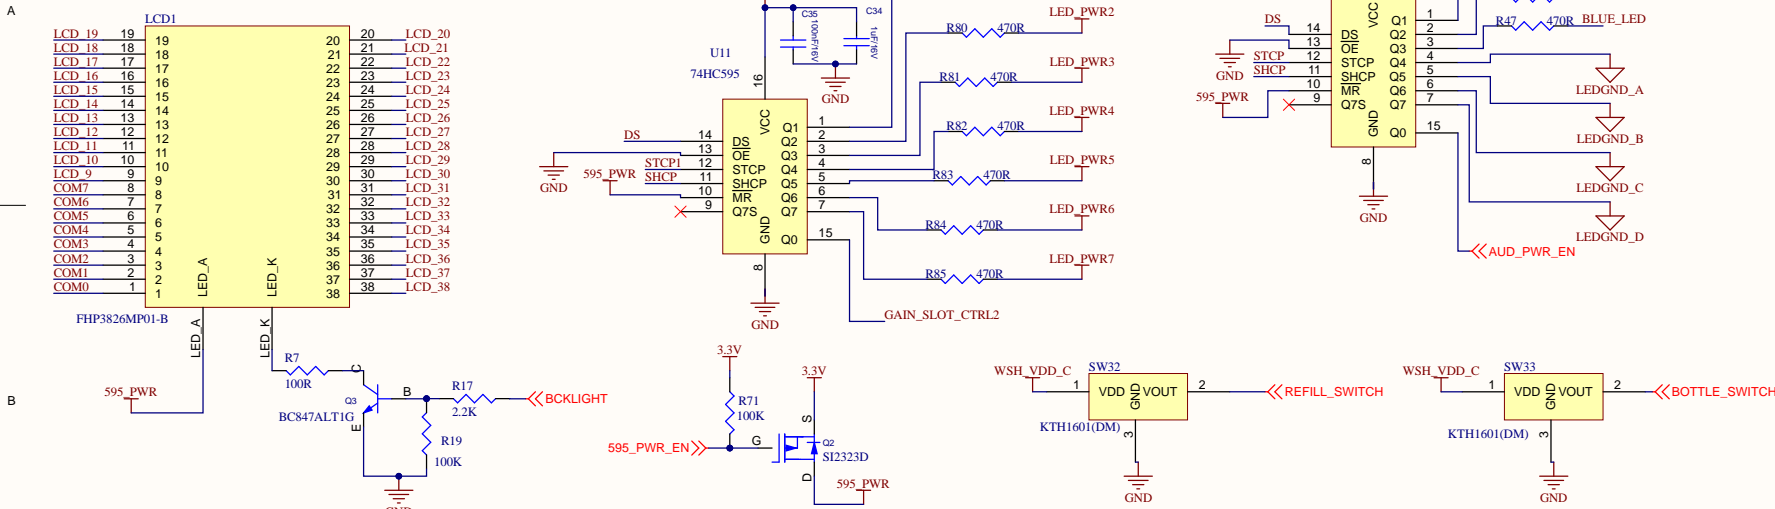 A
LCD1
LCD_19 19 19 20 20 LCD_20
LCD_18 18 18 21 21 LCD_21
LCD_17 17 17 22 22 LCD_22
LCD_16 16 16 23 23 LCD_23
LCD_15 15 15 24 24 LCD_24
LCD_14 14 14 25 25 LCD_25
LCD_13 13 13 26 26 LCD_26
LCD_12 12 12 27 27 LCD_27
LCD_11 11 11 28 28 LCD_28
LCD_10 10 10 29 29 LCD_29
LCD_9 9 9 30 30 LCD_30
COM7 8 8 31 31 LCD_31
COM6 7 7 32 32 LCD_32
COM5 6 6 33 33 LCD_33
COM4 5 5 34 34 LCD_34
COM3 4 4 35 35 LCD_35
COM2 3 3 36 36 LCD_36
COM1 2 2 37 37 LCD_37
COM0 1 1 38 38 LCD_38
LED_A LED_K
FHP3826MP01-B
LED_A LED_K
595_PWR
R7
100R
C
B
E
Q3
BC847ALT1G
R17
2.2K
BCKLIGHT
R19
100K
GND
B
U11
74HC595
C35
100nF/16V
C34
1uF/16V
GND
16
VCC
DS 14 DS
13 OE
STCP1 12 STCP
SHCP 11 SHCP
595_PWR 10 MR
9 Q7S
GND
GND
8
GND
Q1 1
Q2 2
Q3 3
Q4 4
Q5 5
Q6 6
Q7 7
Q0 15
R80 470R LED_PWR2
R81 470R LED_PWR3
R82 470R LED_PWR4
R83 470R LED_PWR5
R84 470R LED_PWR6
R85 470R LED_PWR7
GAIN_SLOT_CTRL2
3.3V
R71
100K
3.3V
595_PWR_EN
G
S
D
Q2
SI2323D
595_PWR
VCC
DS 14 DS
13 OE
STCP 12 STCP
SHCP 11 SHCP
595_PWR 10 MR
9 Q7S
GND
GND
8
GND
Q1 1
Q2 2
Q3 3
Q4 4
Q5 5
Q6 6
Q7 7
Q0 15
R47 470R BLUE_LED
LEDGND_A
LEDGND_B
LEDGND_C
LEDGND_D
AUD_PWR_EN
WSH_VDD_C
SW32
1 VDD GND VOUT 2
REFILL_SWITCH
KTH1601(DM)
3
GND
WSH_VDD_C
SW33
1 VDD GND VOUT 2
BOTTLE_SWITCH
KTH1601(DM)
3
GND